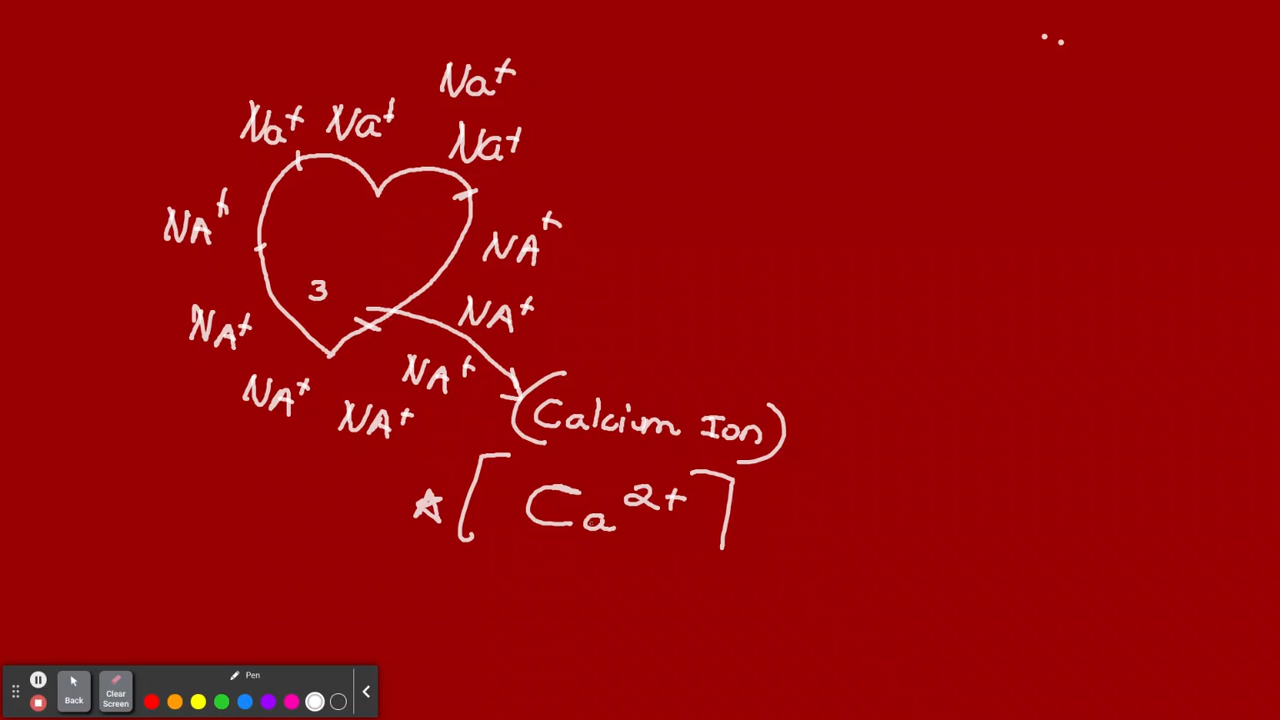 Na+
Na+ Na+
Na+
NA+
NA+
3
NA+
NA+
NA+
NA+
NA+
(Calcium Ion)
[Ca2+]
Pen
Back
Clear
Screen